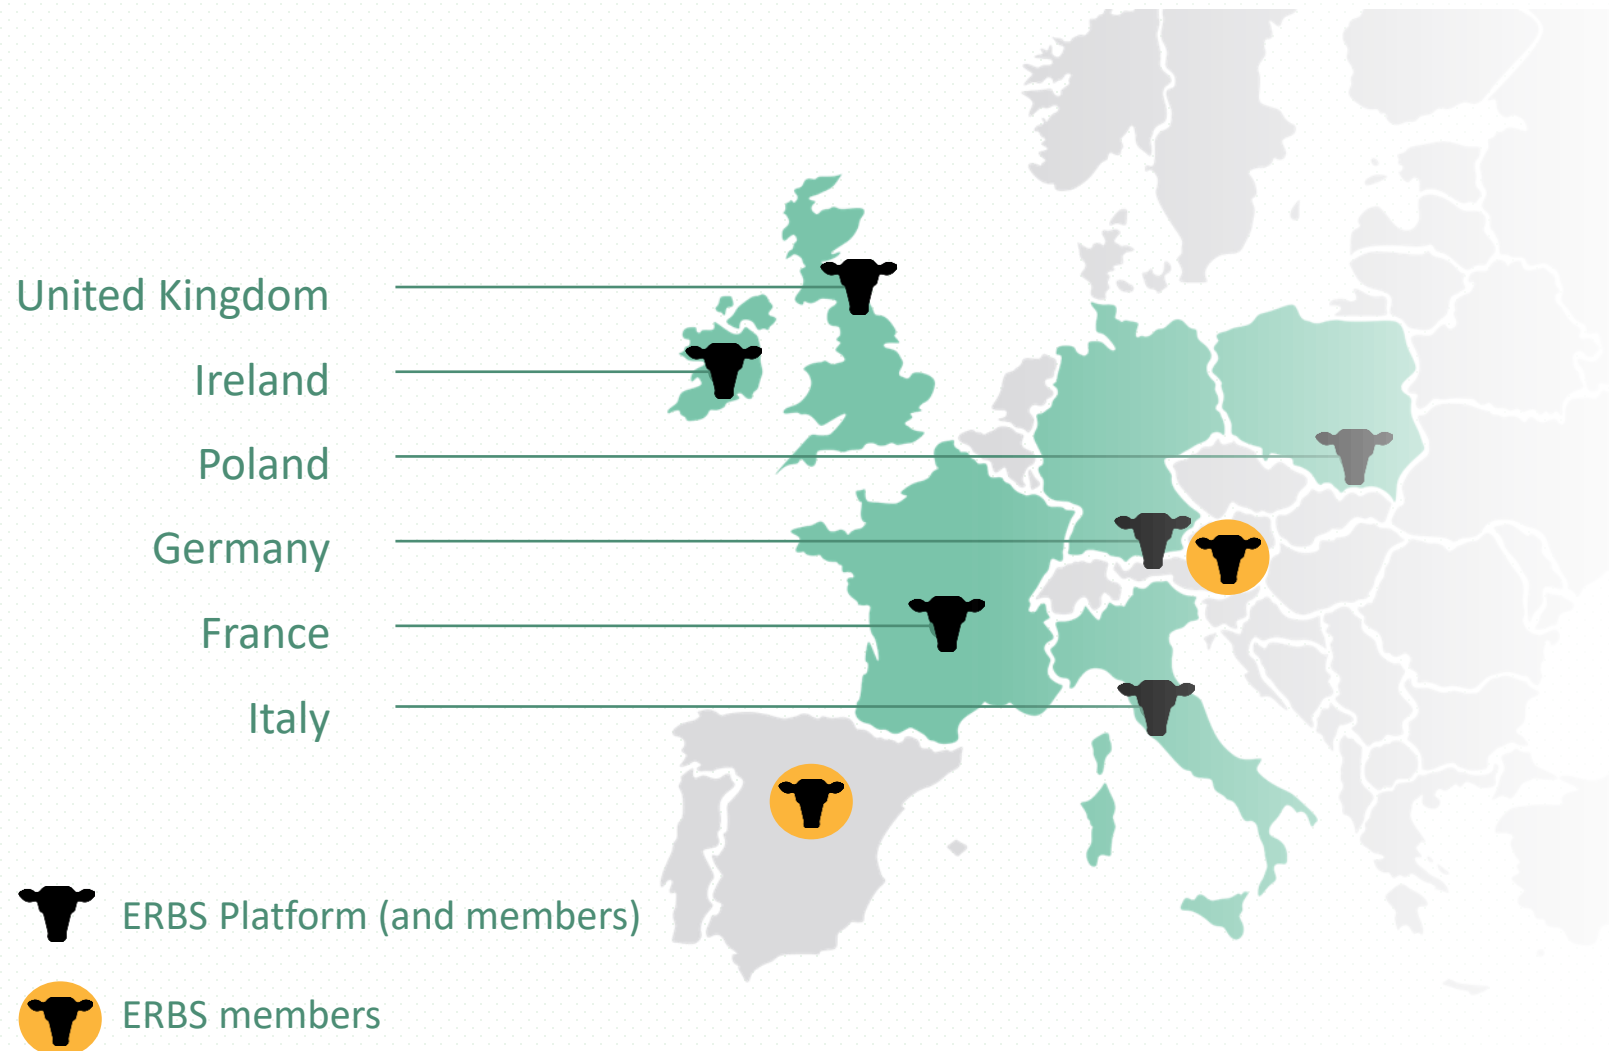 United Kingdom
Ireland
Poland
Germany
France
Italy
ERBS Platform (and members)
ERBS members